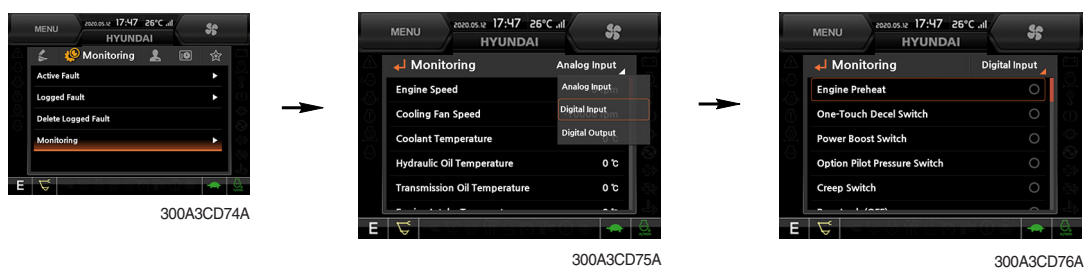 MENU
2020.05.12 17:47 26°C
HYUNDAI
Monitoring
Active Fault
Logged Fault
Delete Logged Fault
Monitoring
E
300A3CD74A
MENU
2020.05.12 17:47 26°C
HYUNDAI
Monitoring Analog Input
Engine Speed
Analog Input
Cooling Fan Speed
Digital Input
Coolant Temperature
Digital Output
Hydraulic Oil Temperature 0 ℃
Transmission Oil Temperature 0 ℃
E
300A3CD75A
MENU
2020.05.12 17:47 26°C
HYUNDAI
Monitoring Digital Input
Engine Preheat
One-Touch Decel Switch
Power Boost Switch
Option Pilot Pressure Switch
Creep Switch
E
300A3CD76A